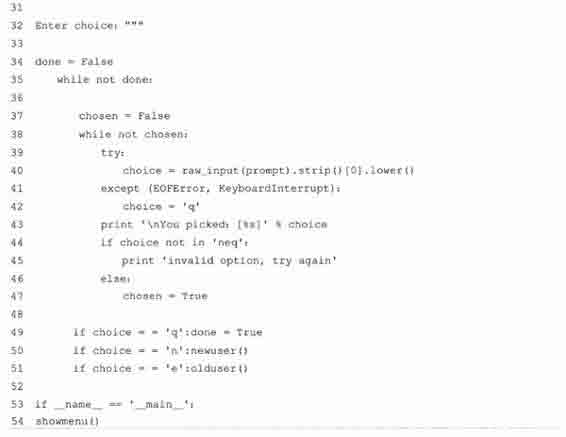 31
32 Enter choice: """
33
34 done = False
35 while not done:
36
37 chosen = False
38 while not chosen:
39 try:
40 choice = raw_input(prompt).strip()[0].lower()
41 except (EOFError, KeyboardInterrupt):
42 choice = 'q'
43 print '\nYou picked: [%s]' % choice
44 if choice not in 'neq':
45 print 'invalid option, try again'
46 else:
47 chosen = True
48
49 if choice = = 'q':done = True
50 if choice = = 'n':newuser()
51 if choice = = 'e':olduser()
52
53 if __name__ == '__main__':
54 showmenu()